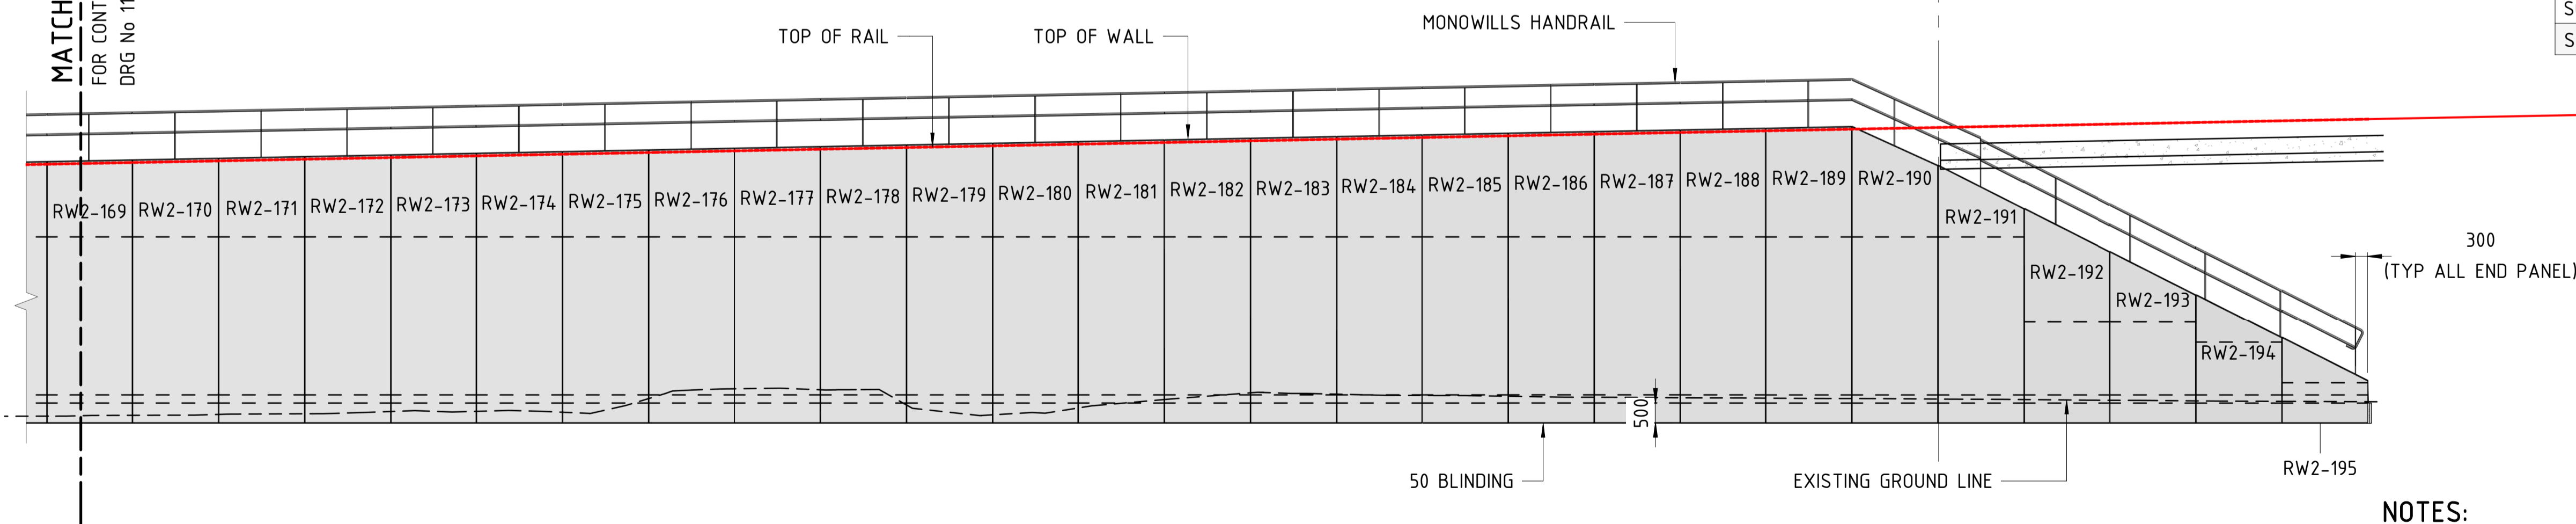 MATCH
FOR CONT
DRG No 11
TOP OF RAIL
TOP OF WALL
MONOWILLS HANDRAIL
S
S
RW2-169
RW2-170
RW2-171
RW2-172
RW2-173
RW2-174
RW2-175
RW2-176
RW2-177
RW2-178
RW2-179
RW2-180
RW2-181
RW2-182
RW2-183
RW2-184
RW2-185
RW2-186
RW2-187
RW2-188
RW2-189
RW2-190
RW2-191
RW2-192
RW2-193
RW2-194
300
(TYP ALL END PANEL)
500
50 BLINDING
EXISTING GROUND LINE
RW2-195
NOTES: